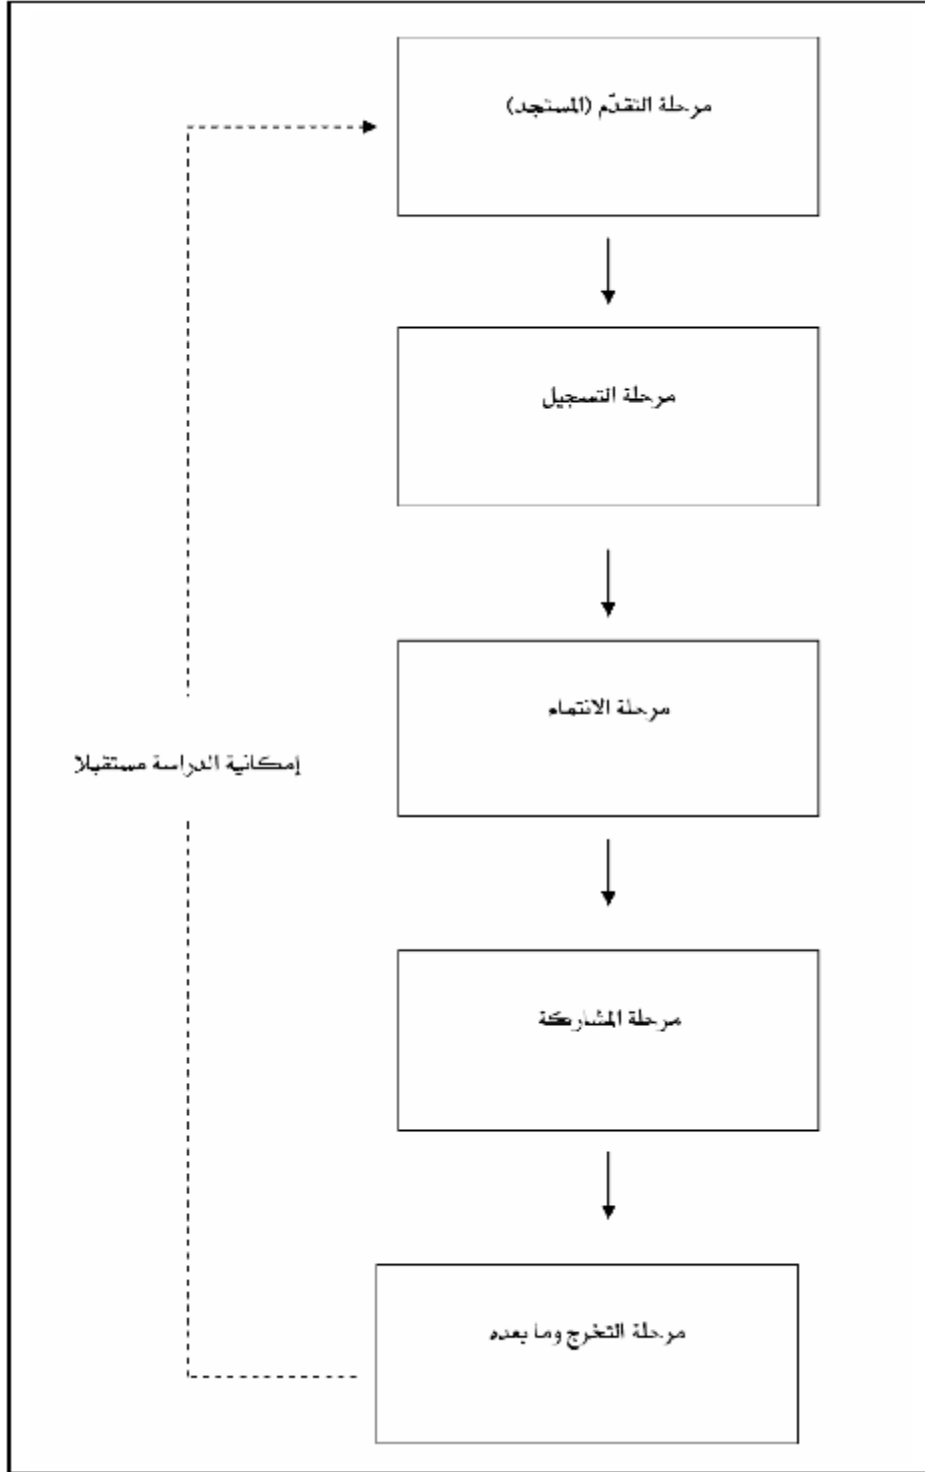 مرحلة التقدّم (المستجد)
مرحلة التسجيل
مرحلة الانتماء
إمكانية الدراسة مستقبلا
مرحلة المشاركة
مرحلة التخرج وما بعده